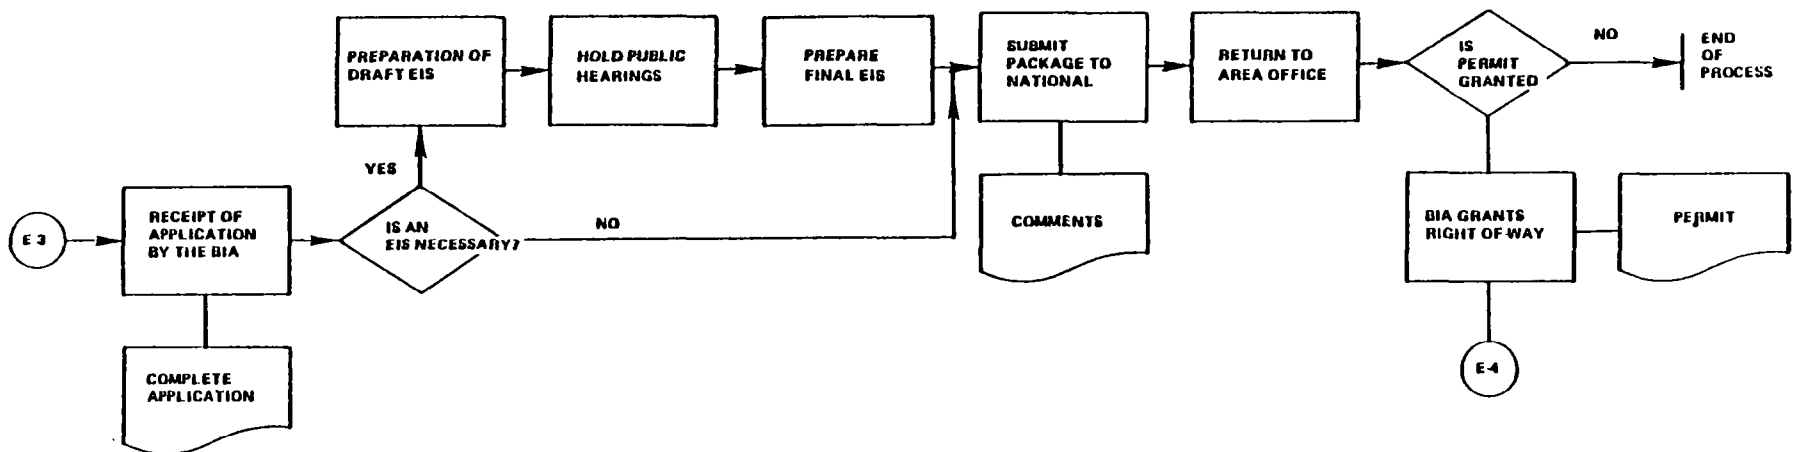 PREPARATION OF
DRAFT EIS
HOLD PUBLIC
HEARINGS
PREPARE
FINAL EIS
SUBMIT
PACKAGE TO
NATIONAL
RETURN TO
AREA OFFICE
IS
PERMIT
GRANTED
NO
END
OF
PROCESS
YES
E-3
RECEIPT OF
APPLICATION
BY THE BIA
IS AN
EIS NECESSARY?
NO
COMMENTS
BIA GRANTS
RIGHT-OF-WAY
PERMIT
COMPLETE
APPLICATION
E-4